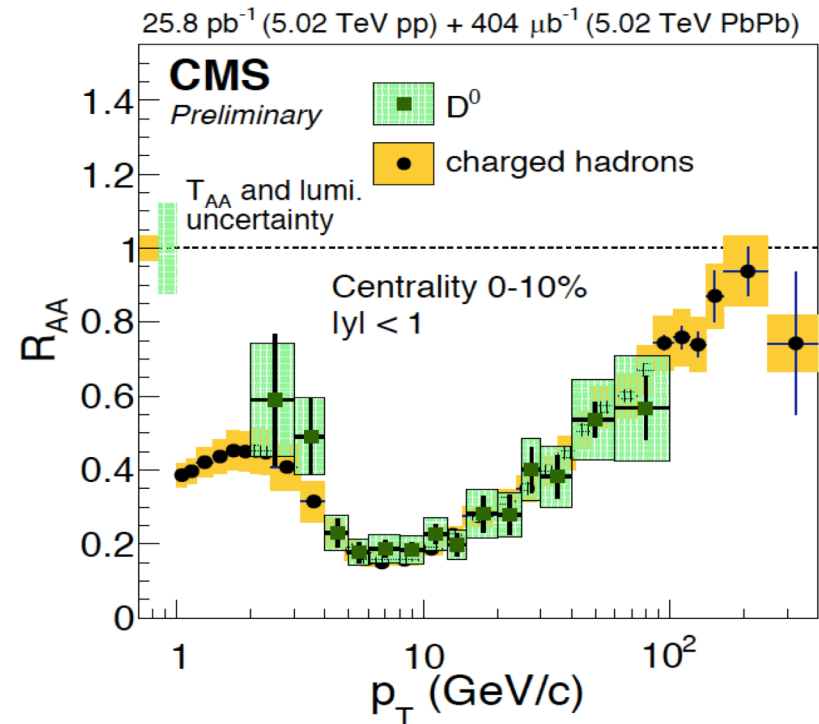 25.8 pb⁻¹ (5.02 TeV pp) + 404 μb⁻¹ (5.02 TeV PbPb)
CMS
Preliminary
D⁰
charged hadrons
T_AA and lumi.
uncertainty
Centrality 0-10%
|y| < 1
R_AA
1.4
1.2
1
0.8
0.6
0.4
0.2
0
1
10
10²
p_T (GeV/c)